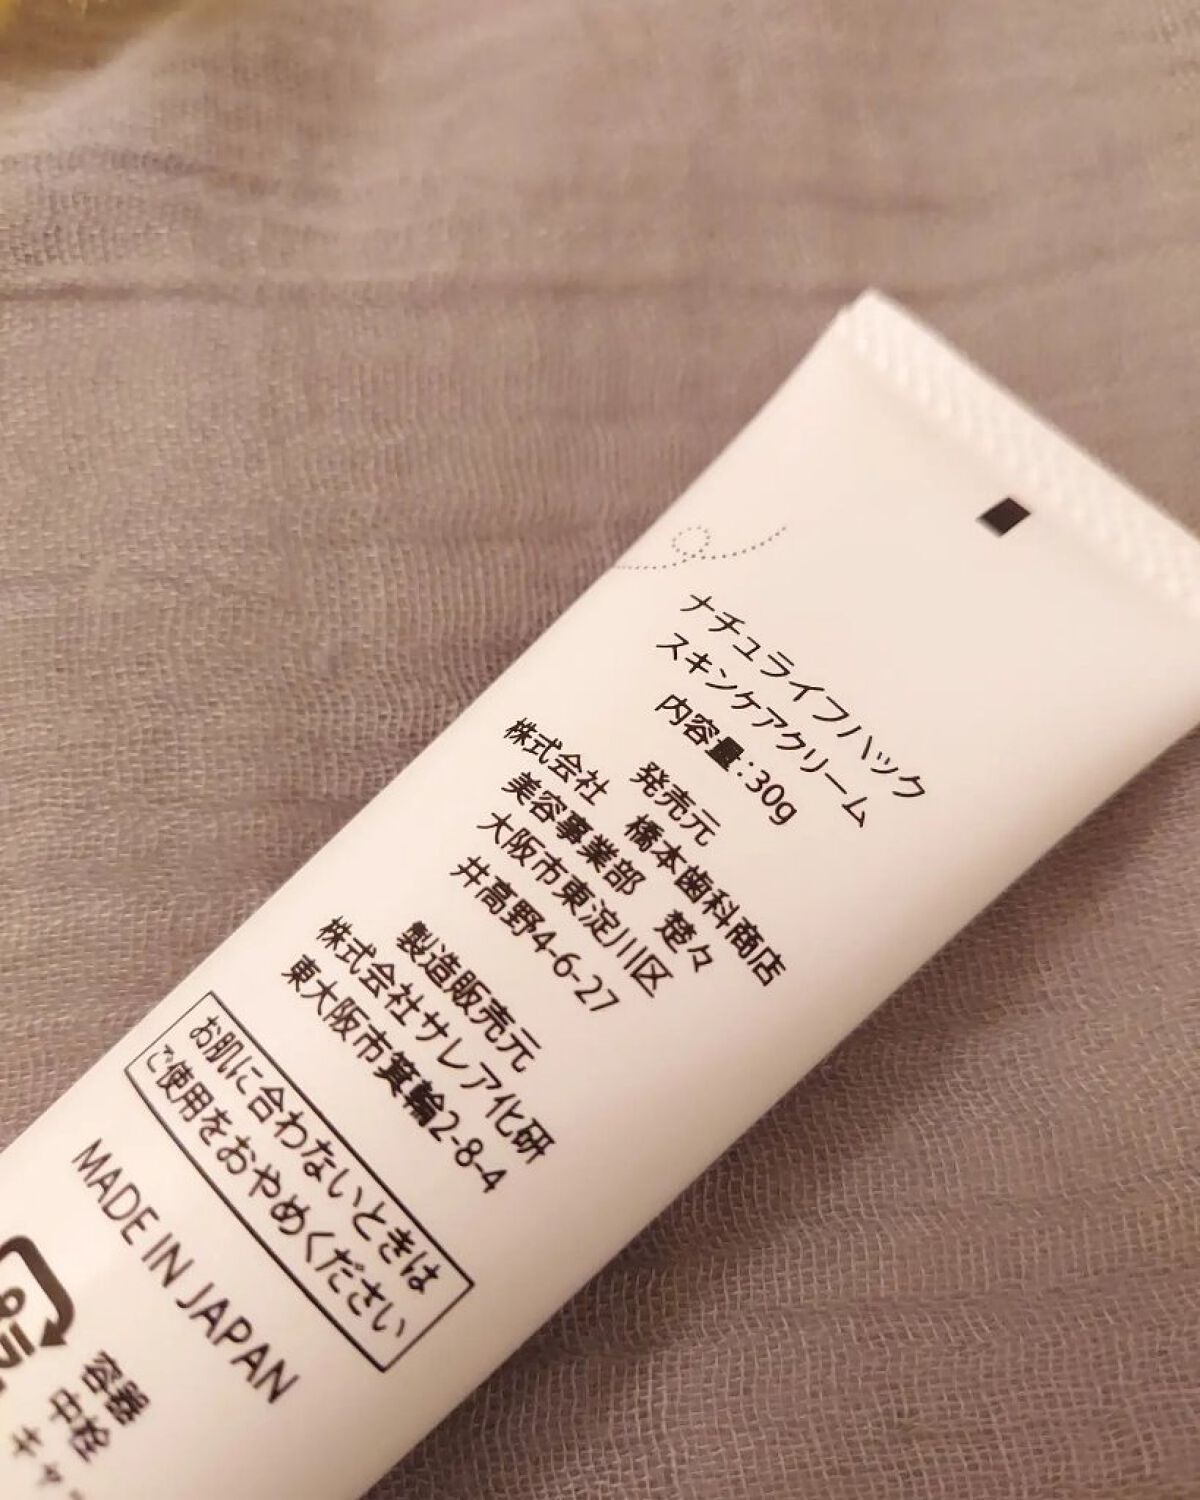 ナチュライフハック
スキンケアクリーム
内容量:30g
発売元
株式会社 橋本歯科商店
美容事業部 楚々
大阪市東淀川区
井高野4-6-27
製造販売元
株式会社サレア化研
東大阪市箕輪2-8-4
お肌に合わないときは
ご使用をおやめください
MADE IN JAPAN
容器
中栓